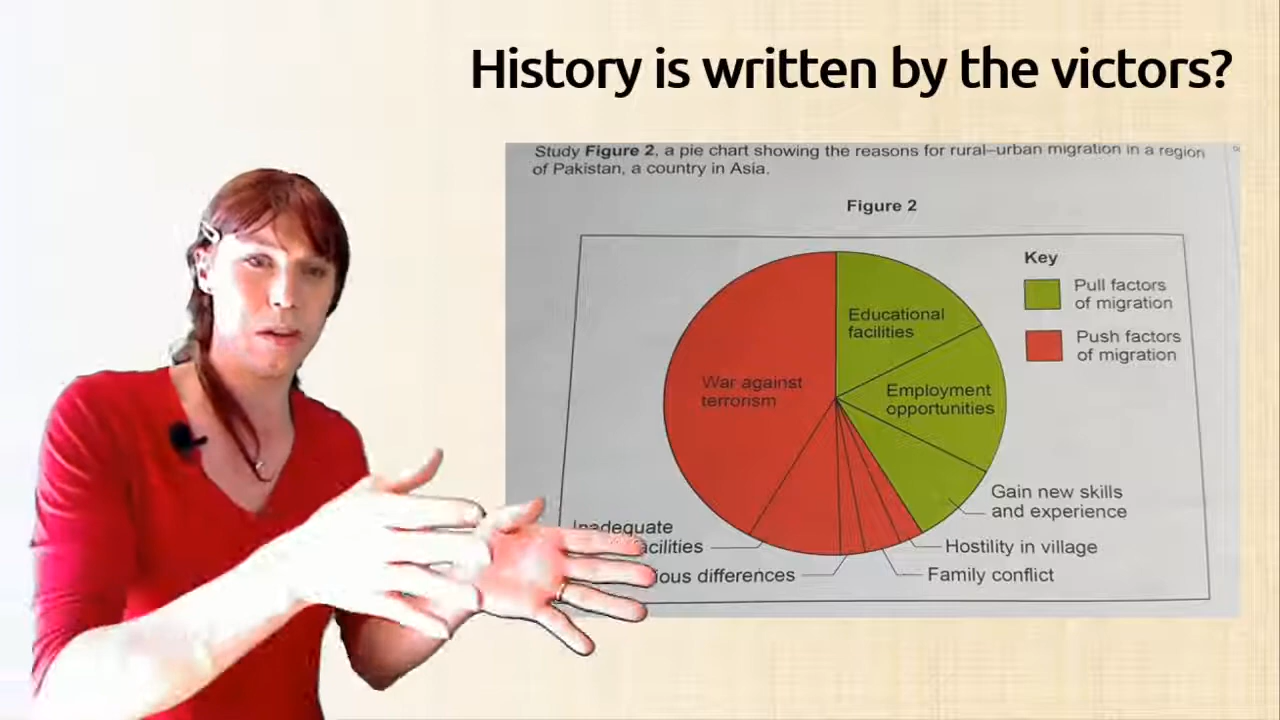 History is written by the victors?
Study Figure 2, a pie chart showing the reasons for rural–urban migration in a region
of Pakistan, a country in Asia.
Figure 2
Key
Pull factors
of migration
Push factors
of migration
Educational
facilities
War against
terrorism
Employment
opportunities
Gain new skills
and experience
Inadequate
Hostility in village
differences
Family conflict